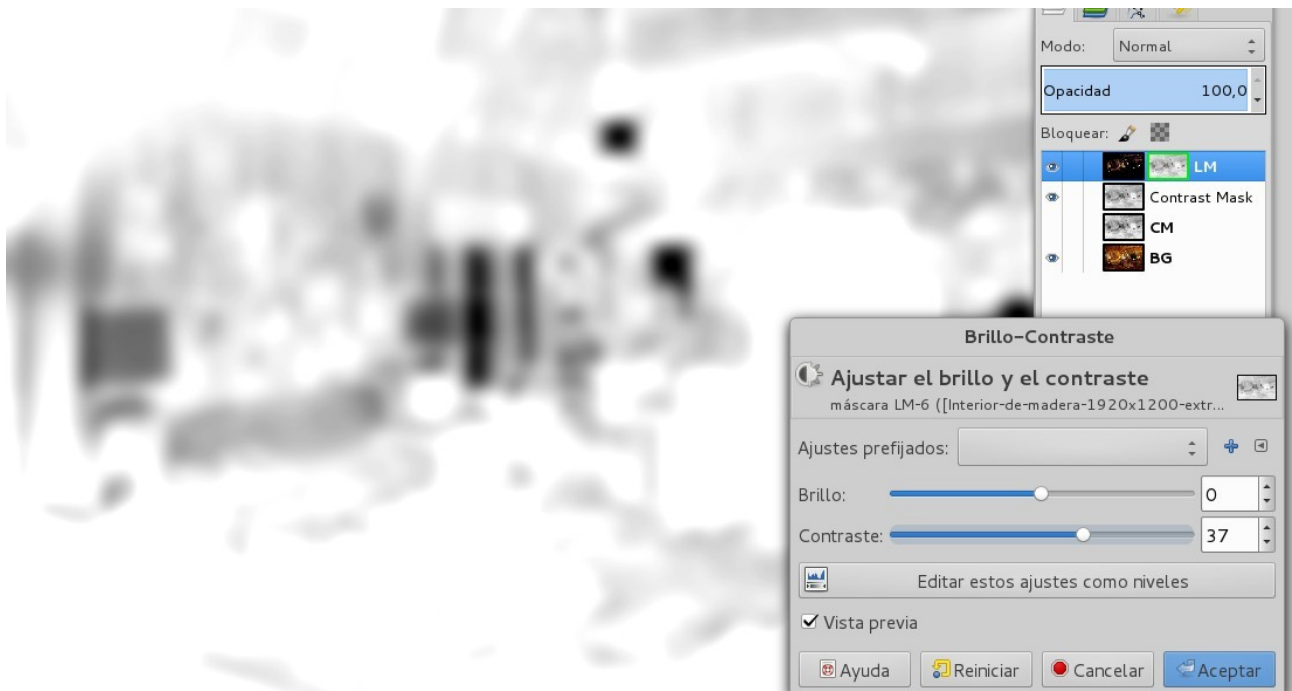 Modo: Normal
Opacidad 100,0
Bloquear:
LM
Contrast Mask
CM
BG
Brillo-Contraste
Ajustar el brillo y el contraste
máscara LM-6 ([Interior-de-madera-1920x1200-extr...
Ajustes prefijados:
Brillo: 0
Contraste: 37
Editar estos ajustes como niveles
Vista previa
Ayuda Reiniciar Cancelar Aceptar